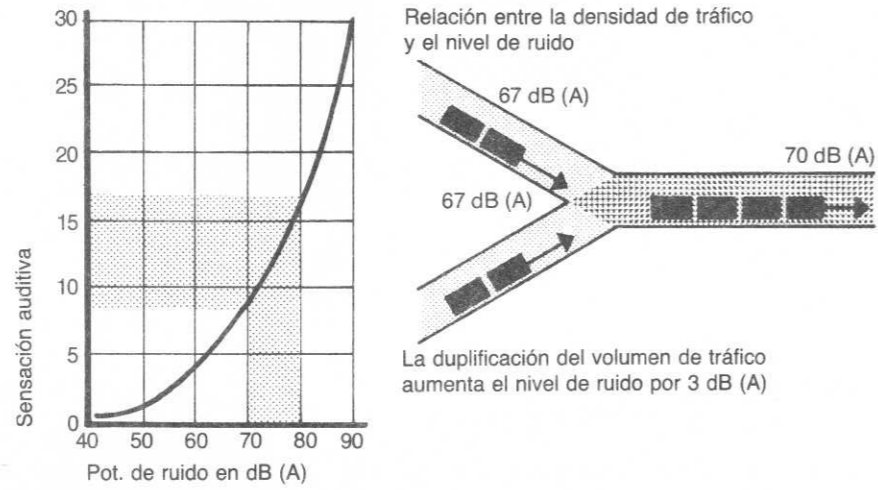 30
25
20
15
10
5
0
Sensación auditiva
40 50 60 70 80 90
Pot. de ruido en dB (A)
Relación entre la densidad de tráfico
y el nivel de ruido
67 dB (A)
70 dB (A)
67 dB (A)
La duplificación del volumen de tráfico
aumenta el nivel de ruido por 3 dB (A)